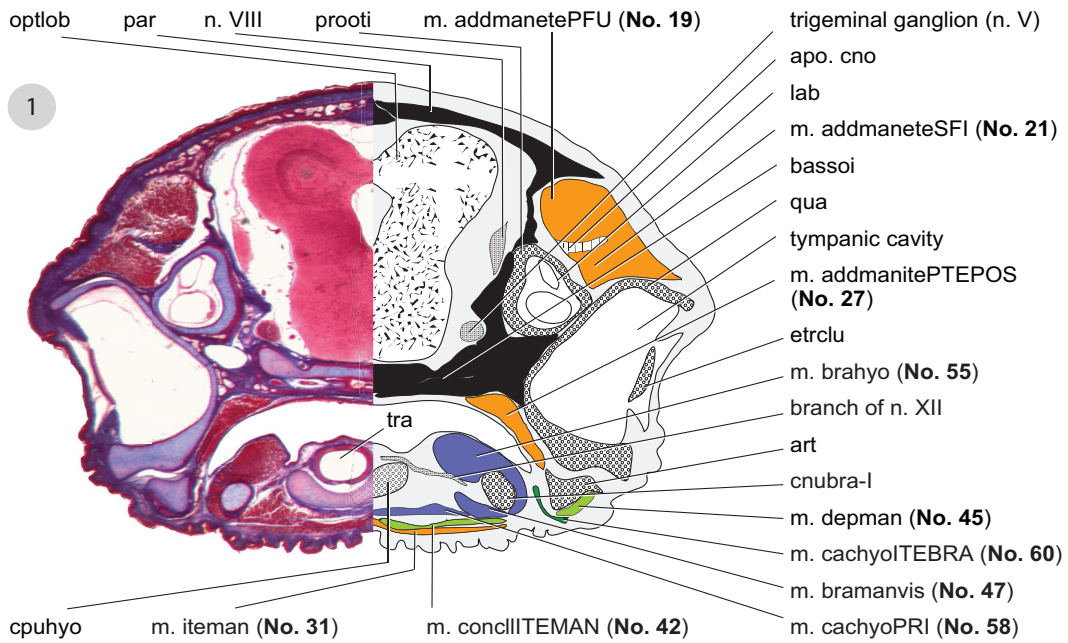 optlob par n. VIII prooti m. addmanetePFU (No. 19) trigeminal ganglion (n. V)
apo. cno
1
lab
m. addmaneteSFI (No. 21)
bassoi
qua
tympanic cavity
m. addmanitePTEPOS
(No. 27)
etrclu
m. brahyo (No. 55)
branch of n. XII
tra
art
cnubra-I
m. depman (No. 45)
m. cachyoITEBRA (No. 60)
m. bramanvis (No. 47)
cpuhyo m. iteman (No. 31) m. conclIITEMAN (No. 42) m. cachyoPRI (No. 58)